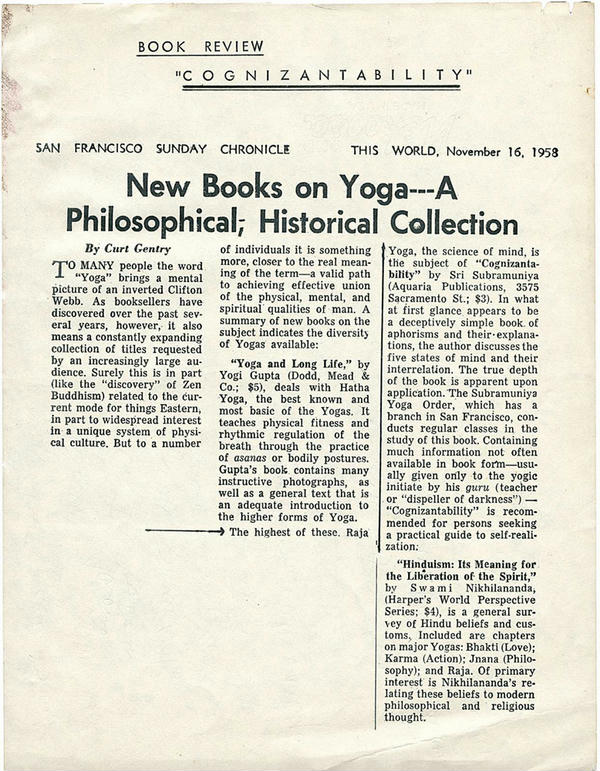 BOOK REVIEW
"COGNIZANTABILITY"
SAN FRANCISCO SUNDAY CHRONICLE THIS WORLD, November 16, 1958
New Books on Yoga---A
Philosophical, Historical Collection
By Curt Gentry
TO MANY people the word
"Yoga" brings a mental
picture of an inverted Clifton
Webb. As booksellers have
discovered over the past sev-
eral years, however, it also
means a constantly expanding
collection of titles requested
by an increasingly large au-
dience. Surely this is in part
(like the "discovery" of Zen
Buddhism) related to the cur-
rent mode for things Eastern,
in part to widespread interest
in a unique system of physi-
cal culture. But to a number
of individuals it is something
more, closer to the real mean-
ing of the term—a valid path
to achieving effective union
of the physical, mental, and
spiritual qualities of man. A
summary of new books on the
subject indicates the diversity
of Yogas available:
"Yoga and Long Life," by
Yogi Gupta (Dodd, Mead &
Co.; $5), deals with Hatha
Yoga, the best known and
most basic of the Yogas. It
teaches physical fitness and
rhythmic regulation of the
breath through the practice
of asanas or bodily postures.
Gupta's book contains many
instructive photographs, as
well as a general text that is
an adequate introduction to
the higher forms of Yoga.
The highest of these. Raja
Yoga, the science of mind, is
the subject of "Cognizanta-
bility" by Sri Subramuniya
(Aquaria Publications, 3575
Sacramento St.; $3). In what
at first glance appears to be
a deceptively simple book of
aphorisms and their explana-
tions, the author discusses the
five states of mind and their
interrelation. The true depth
of the book is apparent upon
application. The Subramuniya
Yoga Order, which has a
branch in San Francisco, con-
ducts regular classes in the
study of this book. Containing
much information not often
available in book form—usu-
ally given only to the yogic
initiate by his guru (teacher
or "dispeller of darkness") —
"Cognizantability" is recom-
mended for persons seeking
a practical guide to self-reali-
zation.
"Hinduism: Its Meaning for
the Liberation of the Spirit,"
by Swami Nikhilananda,
(Harper's World Perspective
Series; $4), is a general sur-
vey of Hindu beliefs and cus-
toms. Included are chapters
on major Yogas: Bhakti (Love);
Karma (Action); Jnana (Philo-
sophy); and Raja. Of primary
interest is Nikhilananda's re-
lating these beliefs to modern
philosophical and religious
thought.